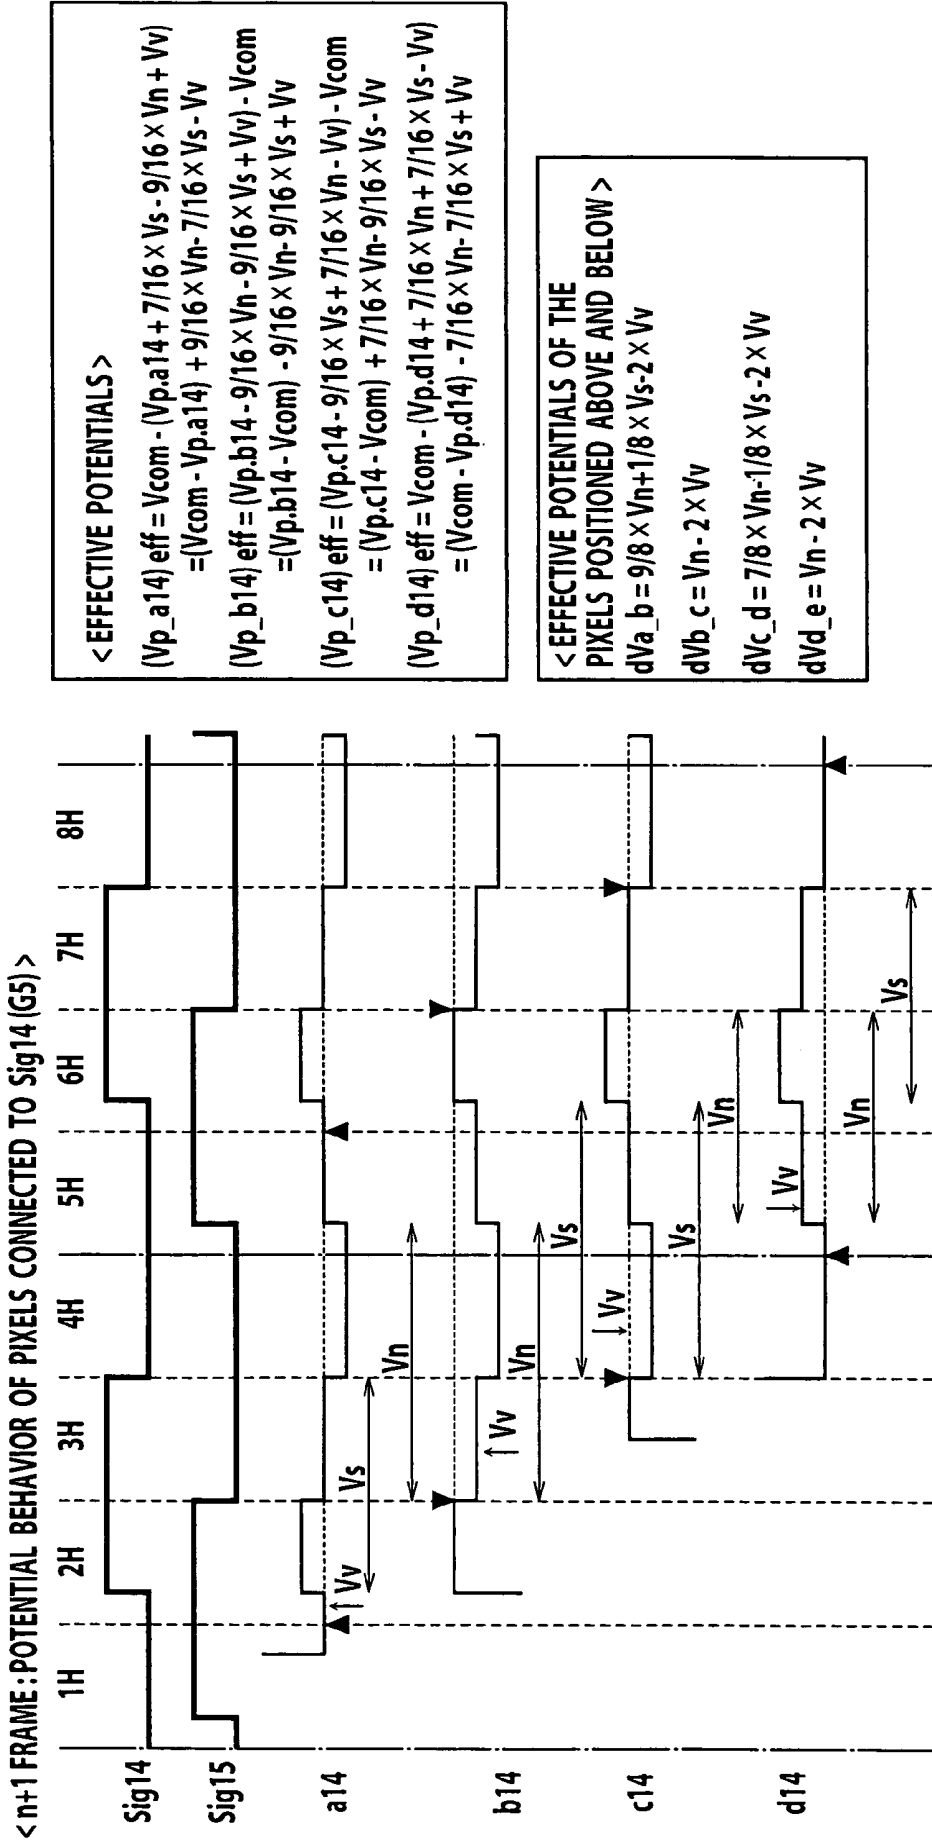 <n+1 FRAME:POTENTIAL BEHAVIOR OF PIXELS CONNECTED TO Sig14 (G5)>
1H 2H 3H 4H 5H 6H 7H 8H
Sig14
Sig15
a14
Vv
Vs
Vn
b14
Vv
Vn
Vs
c14
Vv
Vs
Vn
d14
Vv
Vn
Vs
<EFFECTIVE POTENTIALS>
(Vp_a14) eff = Vcom - (Vp.a14 + 7/16 × Vs - 9/16 × Vn + Vv)
=(Vcom - Vp.a14) + 9/16 × Vn- 7/16 × Vs - Vv
(Vp_b14) eff = (Vp.b14 - 9/16 × Vn - 9/16 × Vs + Vv) - Vcom
=(Vp.b14 - Vcom) - 9/16 × Vn- 9/16 × Vs + Vv
(Vp_c14) eff = (Vp.c14 - 9/16 × Vs + 7/16 × Vn - Vv) - Vcom
= (Vp.c14 - Vcom) + 7/16 × Vn- 9/16 × Vs - Vv
(Vp_d14) eff = Vcom - (Vp.d14 + 7/16 × Vn + 7/16 × Vs - Vv)
= (Vcom - Vp.d14) - 7/16 × Vn- 7/16 × Vs + Vv
<EFFECTIVE POTENTIALS OF THE
PIXELS POSITIONED ABOVE AND BELOW>
dVa_b = 9/8 × Vn+1/8 × Vs-2 × Vv
dVb_c = Vn - 2 × Vv
dVc_d = 7/8 × Vn-1/8 × Vs-2 × Vv
dVd_e = Vn - 2 × Vv